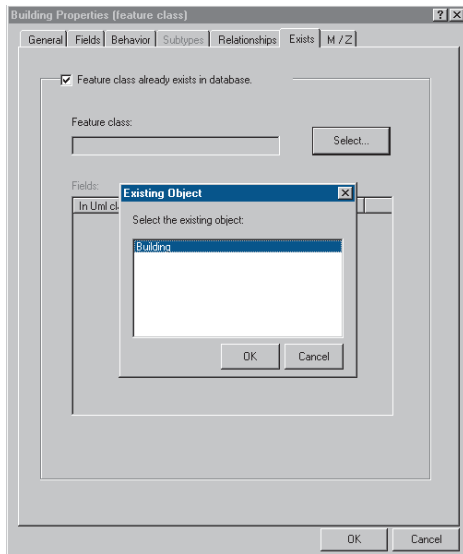 Building Properties (feature class)
General Fields Behavior Subtypes Relationships Exists M / Z
Feature class already exists in database.
Feature class:
Select...
Fields:
In Uml cl
Existing Object
Select the existing object:
Building
OK Cancel
OK Cancel